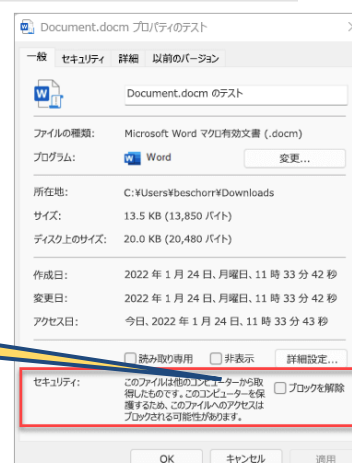 Document.docm プロパティのテスト
一般 セキュリティ 詳細 以前のバージョン
Document.docm のテスト
ファイルの種類: Microsoft Word マクロ有効文書 (.docm)
プログラム: Word 変更...
所在地: C:¥Users¥beschorr¥Downloads
サイズ: 13.5 KB (13,850 バイト)
ディスク上のサイズ: 20.0 KB (20,480 バイト)
作成日: 2022 年 1 月 24 日、月曜日、11 時 33 分 42 秒
変更日: 2022 年 1 月 24 日、月曜日、11 時 33 分 42 秒
アクセス日: 今日、2022 年 1 月 24 日、11 時 33 分 43 秒
読み取り専用 非表示 詳細設定...
セキュリティ: このファイルは他のコンピューターから取
得したものです。このコンピューターを保
護するため、このファイルへのアクセスは
ブロックされる可能性があります。
ブロックを解除
OK キャンセル 適用